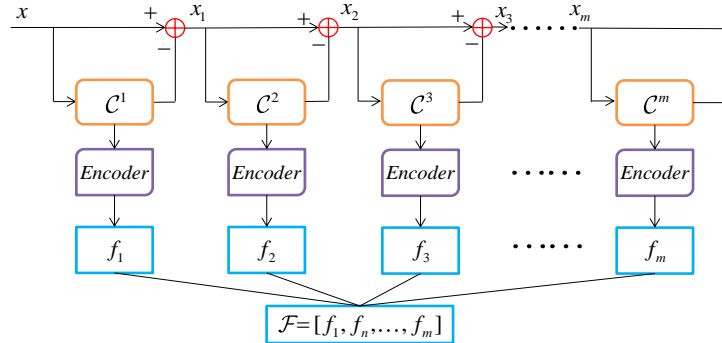 x + x₁ + x₂ + x₃ ...... xₘ
− − −
𝒞¹ 𝒞² 𝒞³ 𝒞ᵐ
Encoder Encoder Encoder ...... Encoder
f₁ f₂ f₃ ...... fₘ
ℱ=[f₁, fₙ, ..., fₘ]